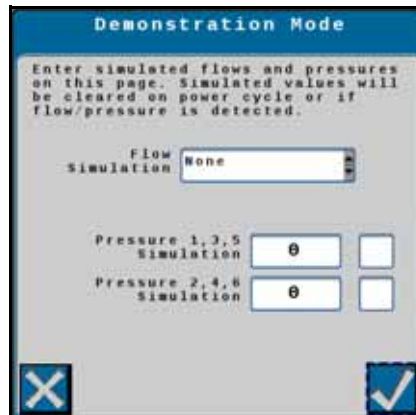 Demonstration Mode
Enter simulated flows and pressures
on this page. Simulated values will
be cleared on power cycle or if
flow/pressure is detected.
Flow
Simulation
None
Pressure 1,3,5
Simulation
0
Pressure 2,4,6
Simulation
0